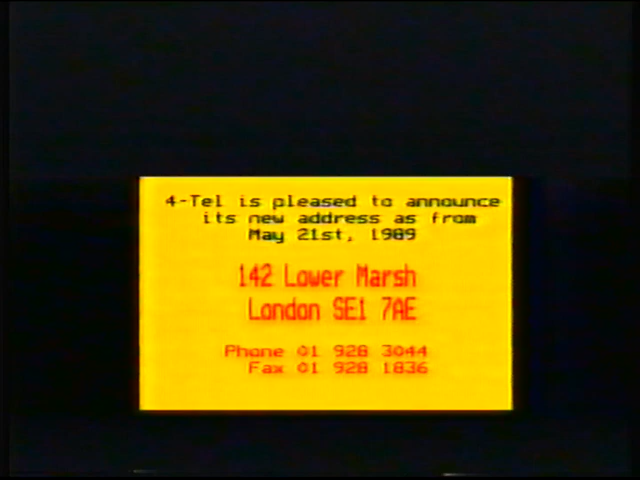 4-Tel is pleased to announce
its new address as from
May 21st, 1989
142 Lower Marsh
London SE1 7AE
Phone 01 928 3044
Fax 01 928 1836